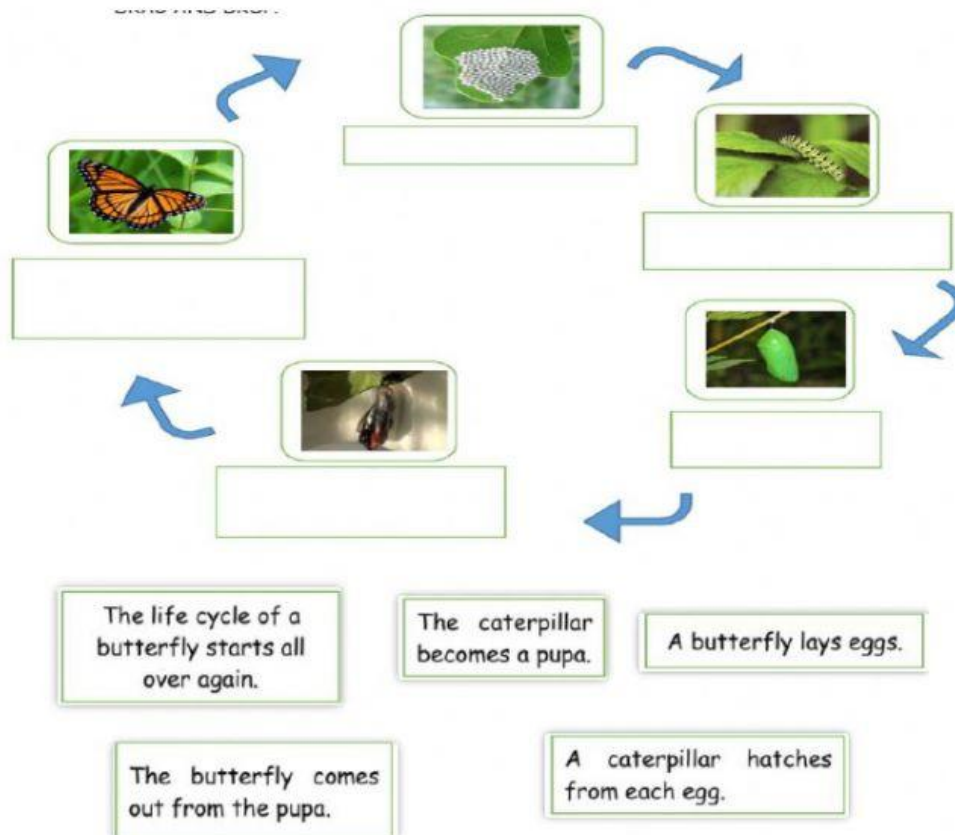 The life cycle of a
butterfly starts all
over again.
The caterpillar
becomes a pupa.
A butterfly lays eggs.
The butterfly comes
out from the pupa.
A caterpillar hatches
from each egg.